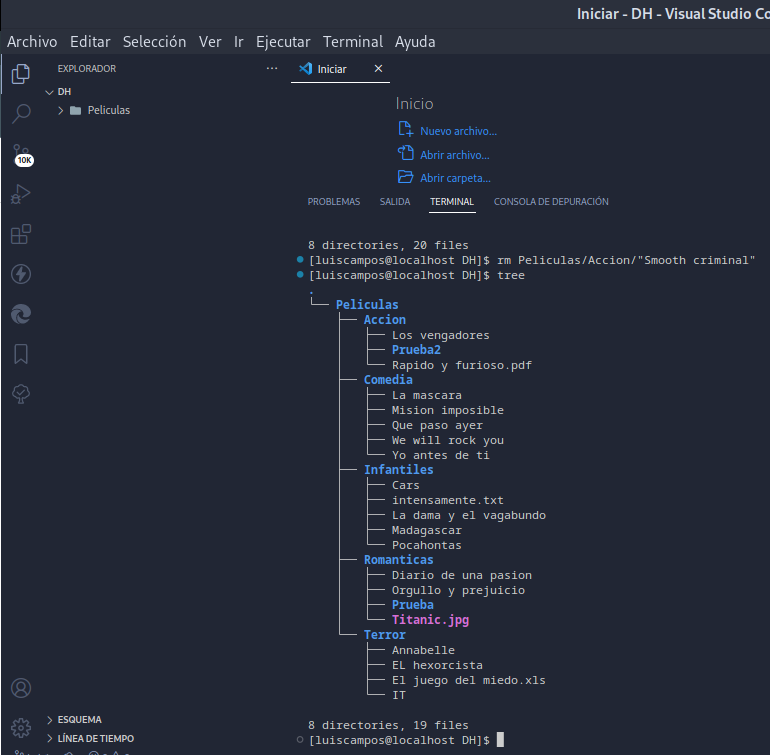 Iniciar - DH - Visual Studio Co
Archivo Editar Selección Ver Ir Ejecutar Terminal Ayuda
EXPLORADOR ···
Iniciar
DH
Peliculas
10K
Inicio
Nuevo archivo...
Abrir archivo...
Abrir carpeta...
PROBLEMAS SALIDA TERMINAL CONSOLA DE DEPURACIÓN
8 directories, 20 files
[luiscampos@localhost DH]$ rm Peliculas/Accion/"Smooth criminal"
[luiscampos@localhost DH]$ tree
.
└── Peliculas
    ├── Accion
    │   ├── Los vengadores
    │   ├── Prueba2
    │   └── Rapido y furioso.pdf
    ├── Comedia
    │   ├── La mascara
    │   ├── Mision imposible
    │   ├── Que paso ayer
    │   ├── We will rock you
    │   └── Yo antes de ti
    ├── Infantiles
    │   ├── Cars
    │   ├── intensamente.txt
    │   ├── La dama y el vagabundo
    │   ├── Madagascar
    │   └── Pocahontas
    ├── Romanticas
    │   ├── Diario de una pasion
    │   ├── Orgullo y prejuicio
    │   ├── Prueba
    │   └── Titanic.jpg
    └── Terror
        ├── Annabelle
        ├── EL hexorcista
        ├── El juego del miedo.xls
        └── IT
8 directories, 19 files
[luiscampos@localhost DH]$
ESQUEMA
LÍNEA DE TIEMPO